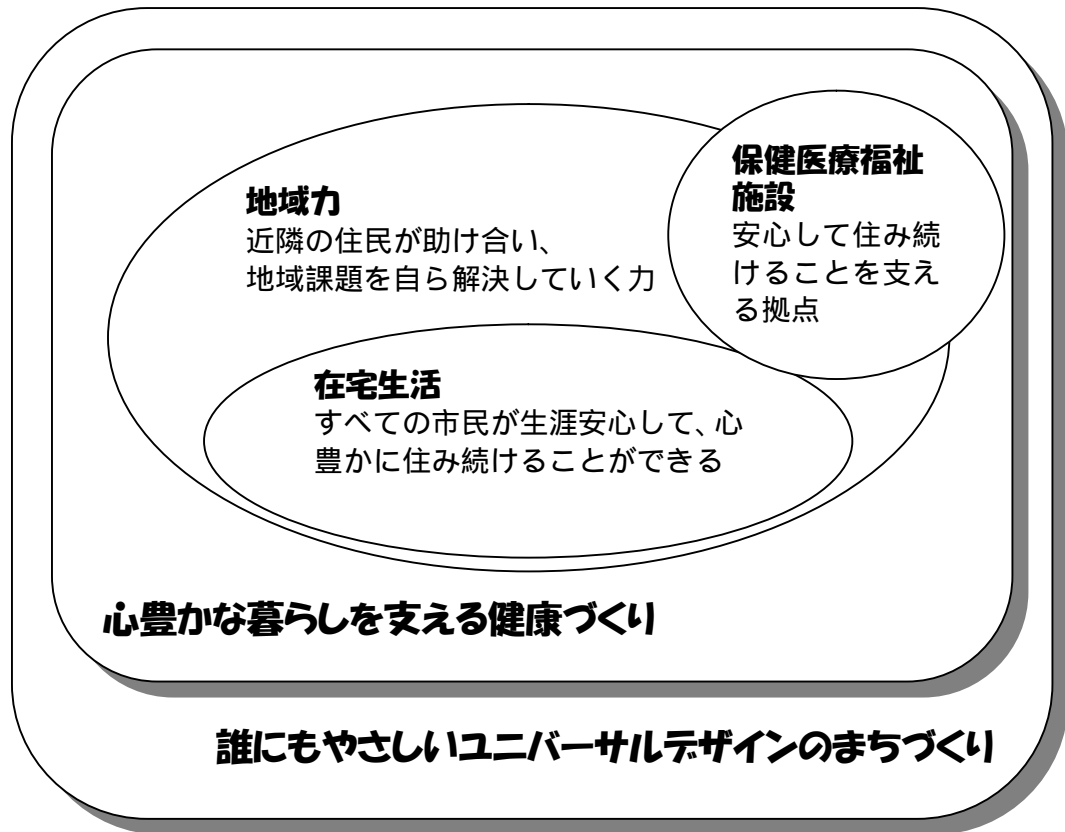 地域力
近隣の住民が助け合い、
地域課題を自ら解決していく力
保健医療福祉
施設
安心して住み続
けることを支え
る拠点
在宅生活
すべての市民が生涯安心して、心
豊かに住み続けることができる
心豊かな暮らしを支える健康づくり
誰にもやさしいユニバーサルデザインのまちづくり